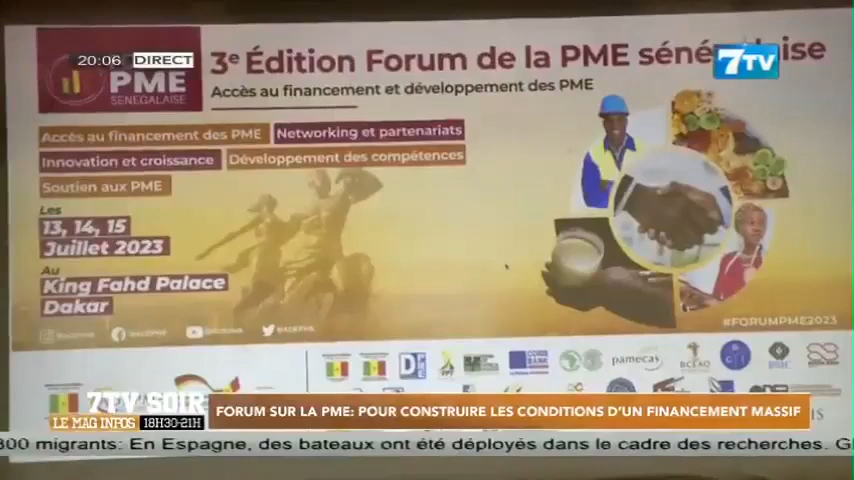 20:06 DIRECT
7TV
PME
SÉNÉGALAISE
3e Édition Forum de la PME sénégalaise
Accès au financement et développement des PME
Accès au financement des PME
Networking et partenariats
Innovation et croissance
Développement des compétences
Soutien aux PME
Les
13, 14, 15
Juillet 2023
Au
King Fahd Palace
Dakar
#FORUMPME2023
pamecas
BCEAO
7TV SOIR
LE MAG INFOS 18H30-21H
FORUM SUR LA PME: POUR CONSTRUIRE LES CONDITIONS D'UN FINANCEMENT MASSIF
300 migrants: En Espagne, des bateaux ont été déployés dans le cadre des recherches.